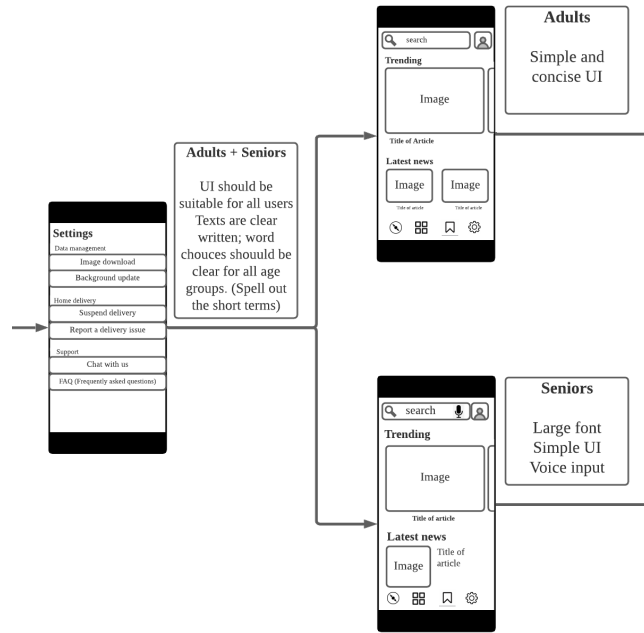 Settings
Data management
Image download
Background update
Home delivery
Suspend delivery
Report a delivery issue
Support
Chat with us
FAQ (Frequently asked questions)
Adults + Seniors
UI should be
suitable for all users
Texts are clear
written; word
chouces shouuld be
clear for all age
groups. (Spell out
the short terms)
search
Trending
Image
Title of Article
Latest news
Image
Image
Title of article
Title of article
Adults
Simple and
concise UI
search
Trending
Image
Title of article
Latest news
Image
Title of
article
Seniors
Large font
Simple UI
Voice input